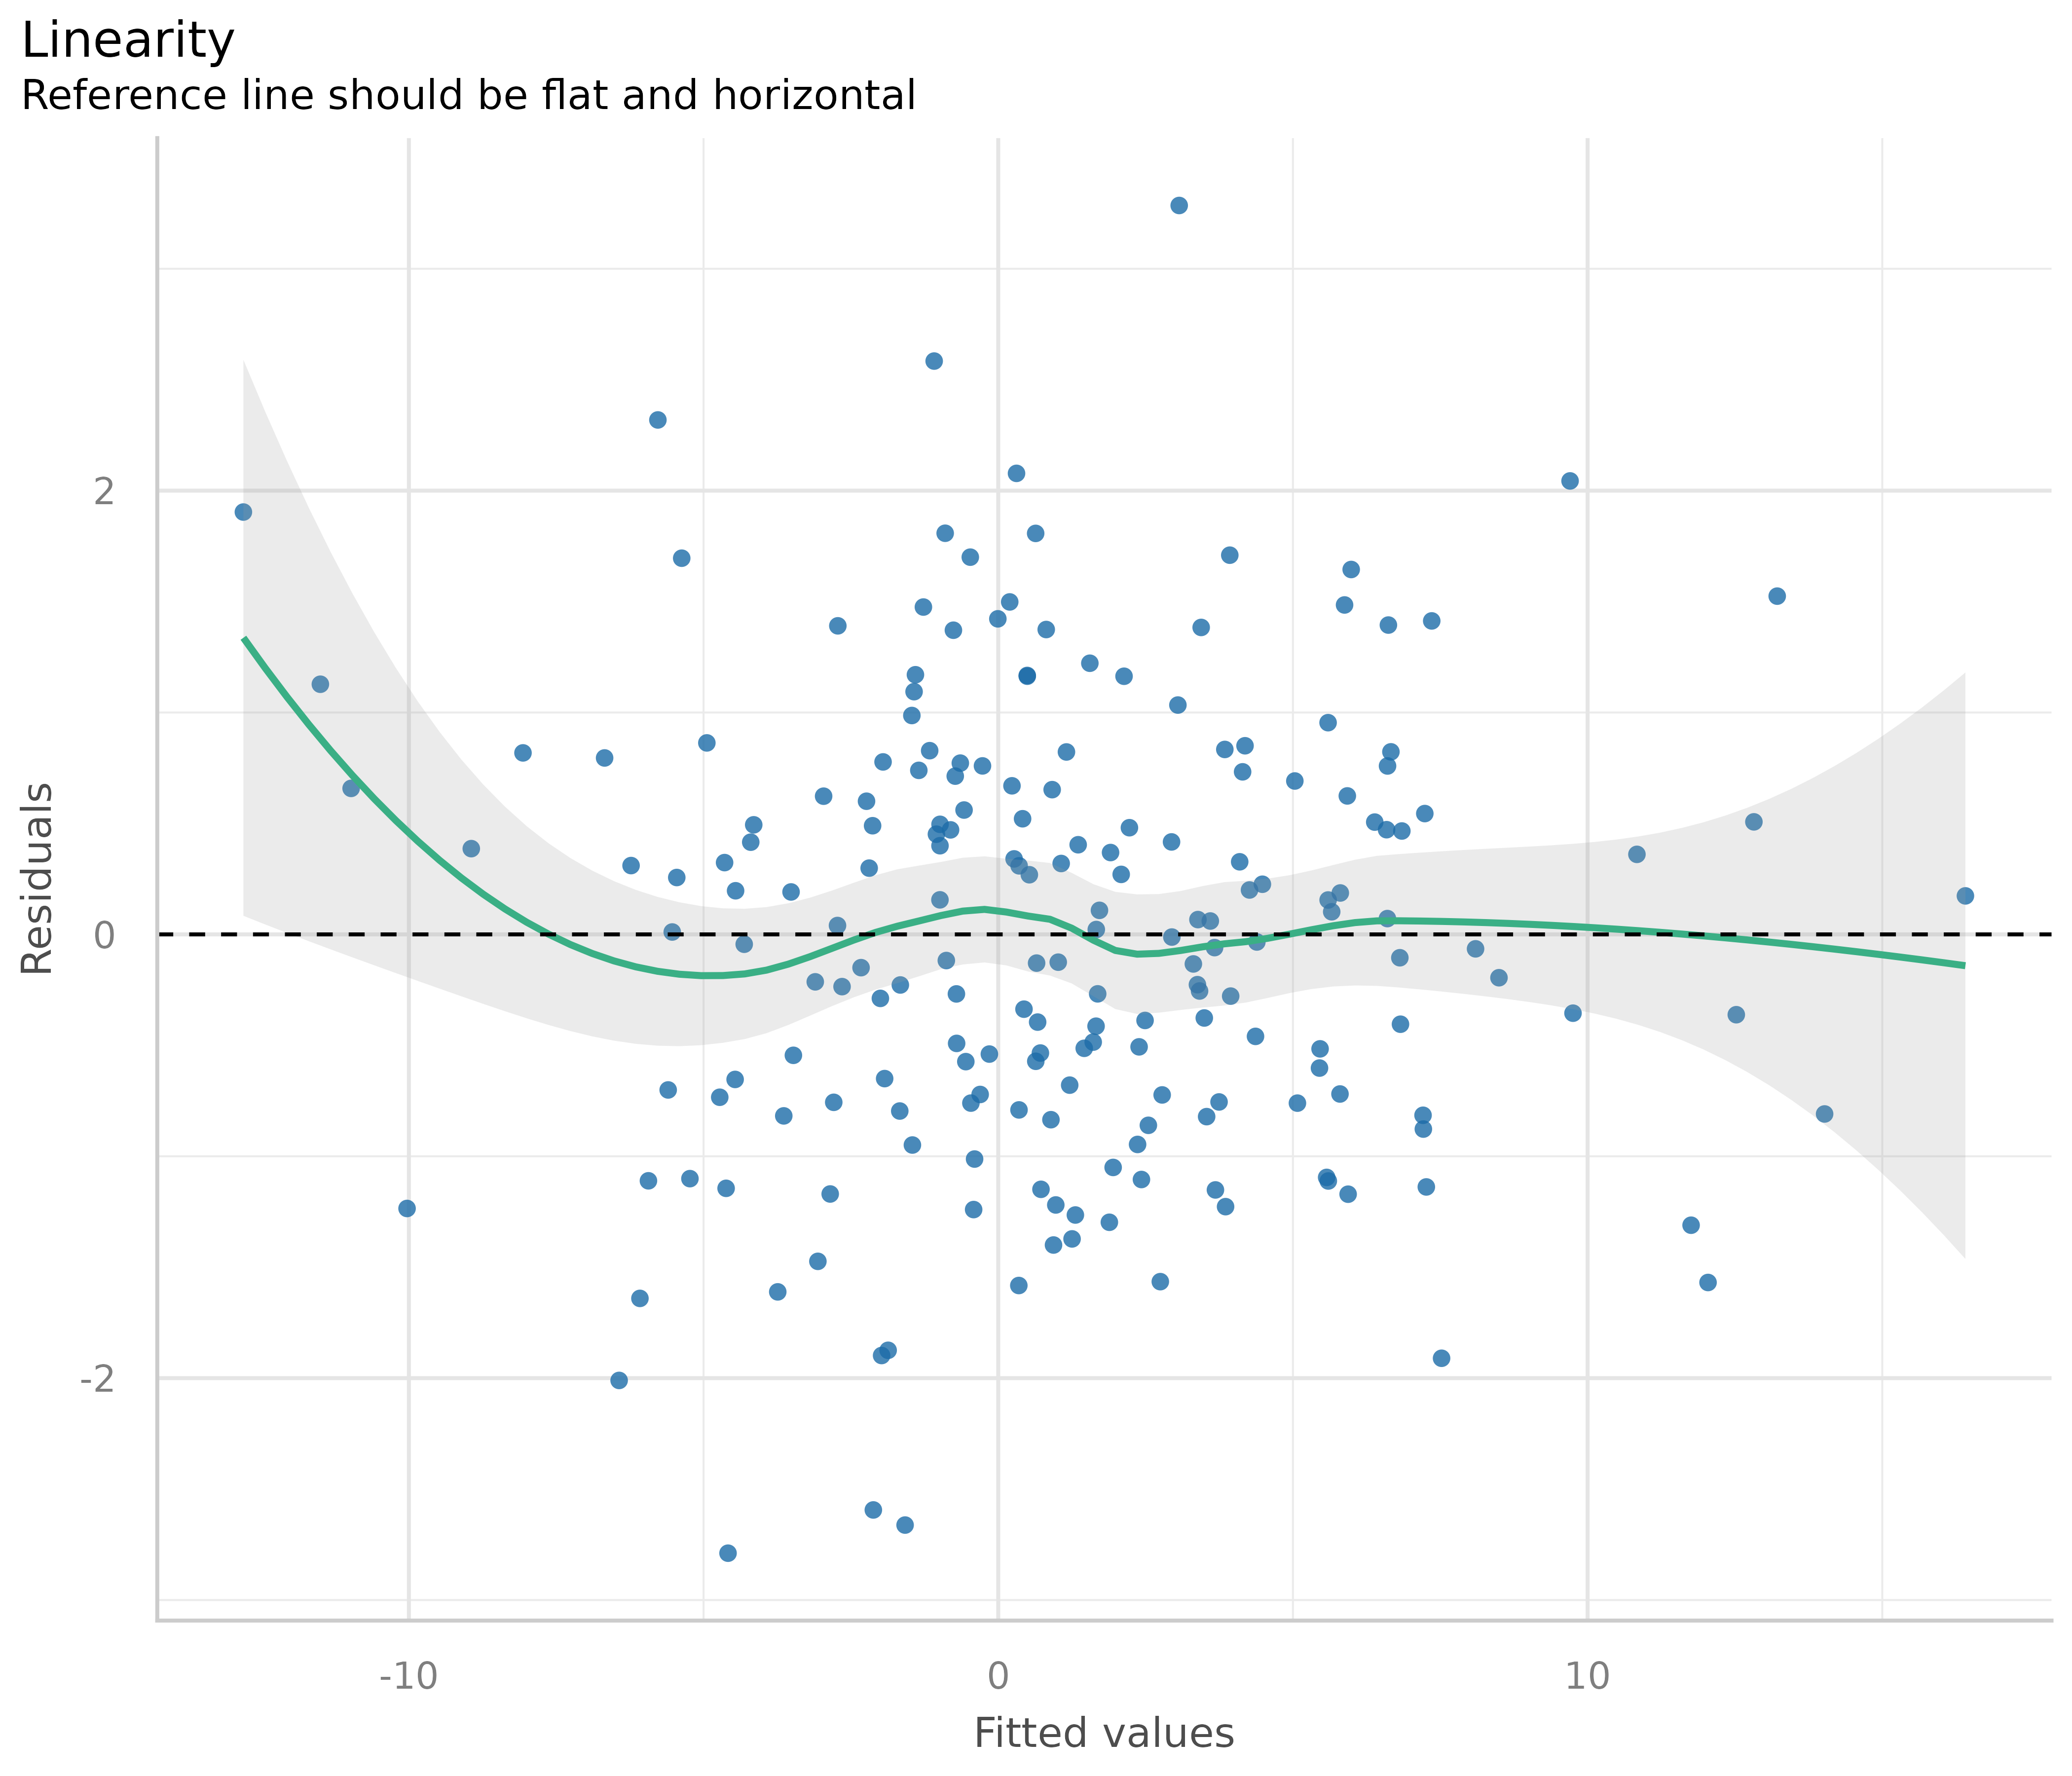 Linearity
Reference line should be flat and horizontal
Residuals
2
0
-2
-10
0
10
Fitted values